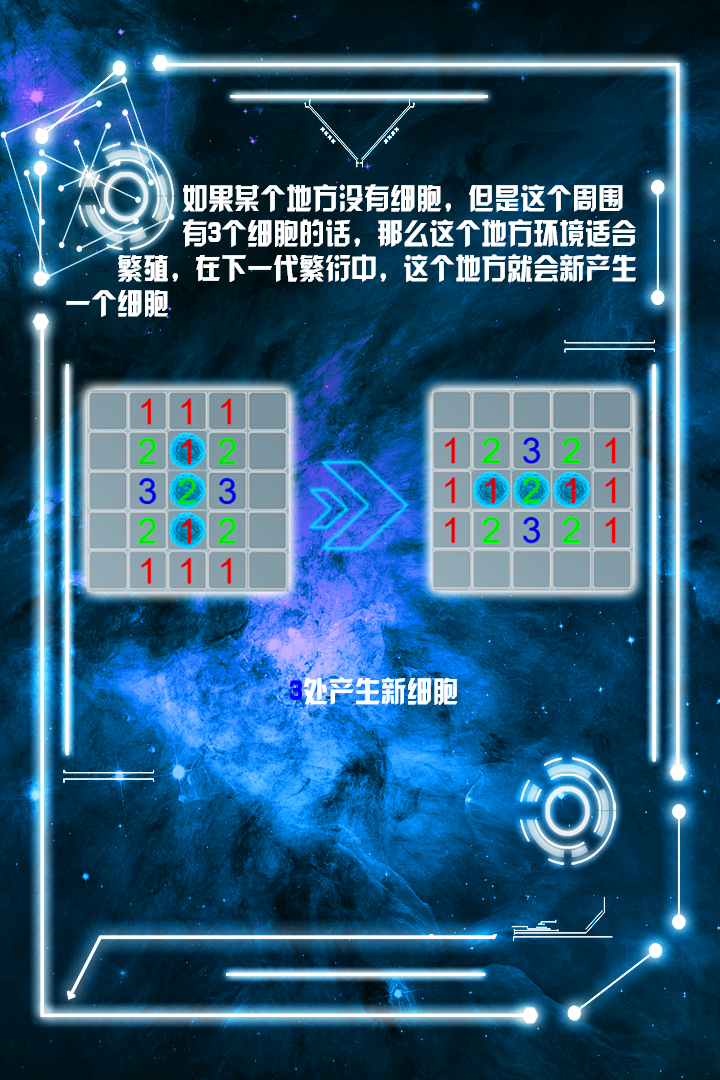 如果某个地方没有细胞，但是这个周围
有3个细胞的话，那么这个地方环境适合
繁殖，在下一代繁衍中，这个地方就会新产生
一个细胞
1 1 1
2 1 2
3 2 3
2 1 2
1 1 1
1 2 3 2 1
1 1 2 1 1
1 2 3 2 1
3处产生新细胞